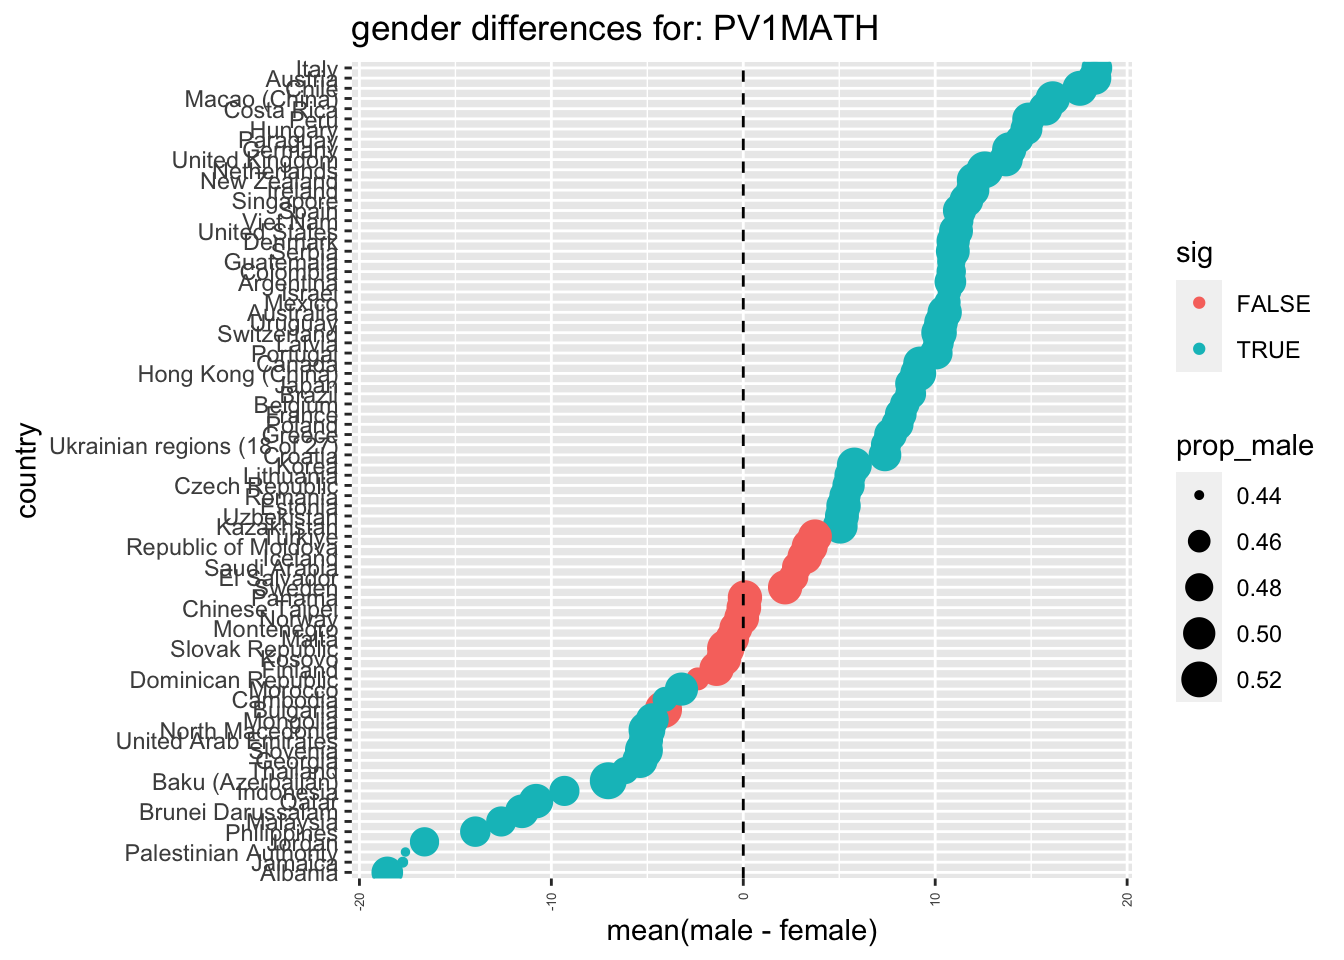 gender differences for: PV1MATH
country
Italy
Austria
Chile
Macao (China)
Costa Rica
Peru
Hungary
Paraguay
Germany
United Kingdom
Netherlands
New Zealand
Ireland
Singapore
Spain
Viet Nam
United States
Denmark
Serbia
Guatemala
Colombia
Argentina
Israel
Mexico
Australia
Uruguay
Switzerland
Latvia
Portugal
Canada
Hong Kong (China)
Japan
Brazil
Belgium
France
Poland
Greece
Ukrainian regions (18 of 27)
Croatia
Korea
Lithuania
Czech Republic
Romania
Estonia
Uzbekistan
Kazakhstan
Türkiye
Republic of Moldova
Iceland
Saudi Arabia
El Salvador
Sweden
Panama
Chinese Taipei
Norway
Montenegro
Malta
Slovak Republic
Kosovo
Finland
Dominican Republic
Morocco
Cambodia
Bulgaria
Mongolia
North Macedonia
United Arab Emirates
Slovenia
Georgia
Thailand
Baku (Azerbaijan)
Indonesia
Qatar
Brunei Darussalam
Malaysia
Philippines
Jordan
Palestinian Authority
Jamaica
Albania
-20
-10
0
10
20
mean(male - female)
sig
FALSE
TRUE
prop_male
0.44
0.46
0.48
0.50
0.52